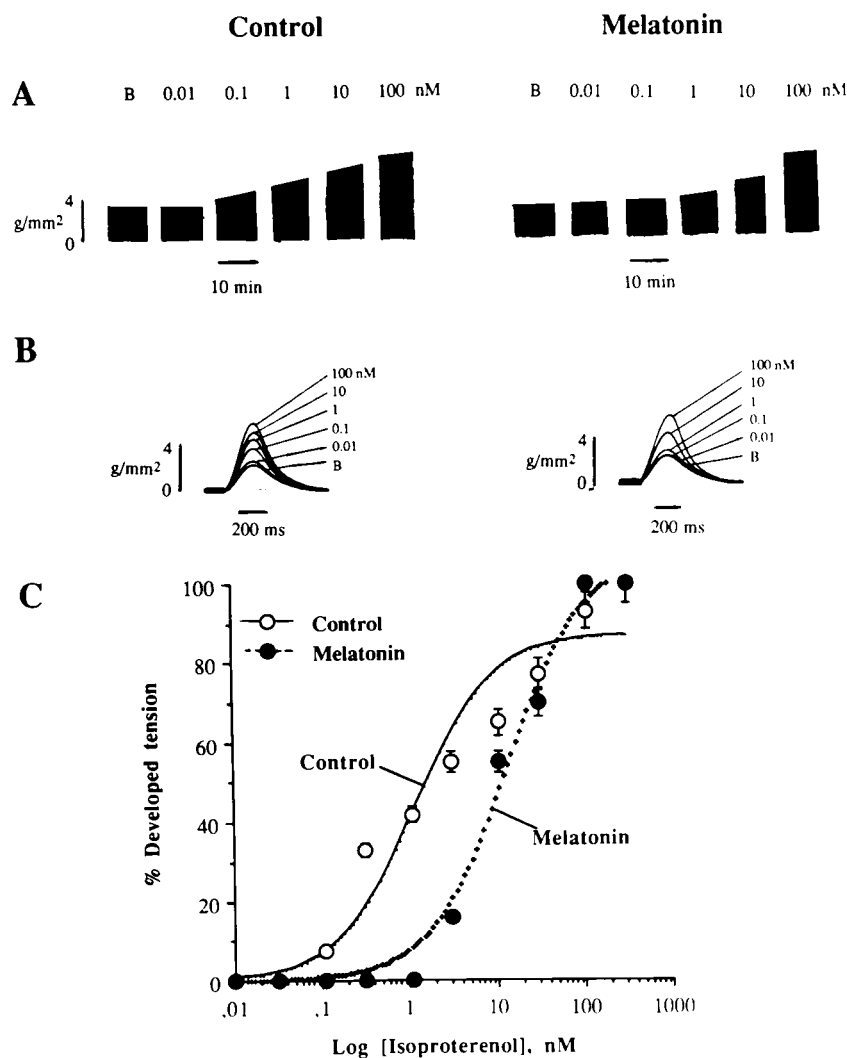 Control Melatonin
A
B 0.01 0.1 1 10 100 nM B 0.01 0.1 1 10 100 nM
4
g/mm2
0
10 min 10 min
B
100 nM
10
1
0.1
0.01
B
4
g/mm2
0
200 ms
100 nM
10
1
0.1
0.01
B
4
g/mm2
0
200 ms
C
100
80
60
40
20
0
% Developed tension
Control
Melatonin
Control
Melatonin
.01 .1 1 10 100 1000
Log [Isoproterenol], nM